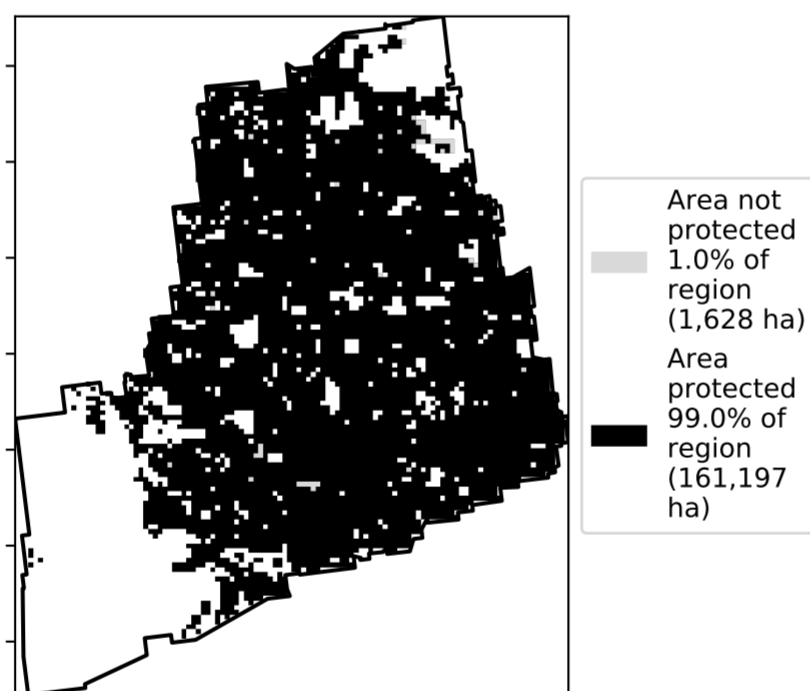 Area not
protected
1.0% of
region
(1,628 ha)
Area
protected
99.0% of
region
(161,197
ha)